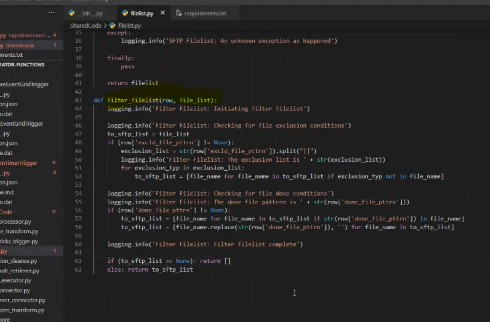 __init__.py
filelist.py
requirements.txt
SharedCode > filelist.py
except:
logging.info('SFTP Filelist: An unknown exception as happened')
finally:
pass
return filelist
def filter_filelist(row, file_list):
logging.info('Filter Filelist: Initiating filter filelist')
logging.info('Filter Filelist: Checking for file exclusion conditions')
to_sftp_list = file_list
if (row['excld_file_pttrn'] != None):
exclusion_list = str(row['excld_file_pttrn']).split("||")
logging.info('Filter FileList: The exclusion list is ' + str(exclusion_list))
for exclusion_typ in exclusion_list:
to_sftp_list = [file_name for file_name in to_sftp_list if exclusion_typ not in file_name]
logging.info('Filter Filelist: Checking for file done conditions')
logging.info('Filter Filelist: The done file pattern is ' + str(row['done_file_pttrn']))
if (row['done_file_pttrn'] != None):
to_sftp_list = [file_name for file_name in to_sftp_list if str(row['done_file_pttrn']) in file_name]
to_sftp_list = [file_name.replace(str(row['done_file_pttrn']), '') for file_name in to_sftp_list]
logging.info('Filter Filelist: Filter filelist complete')
if (to_sftp_list == None): return []
else: return to_sftp_list